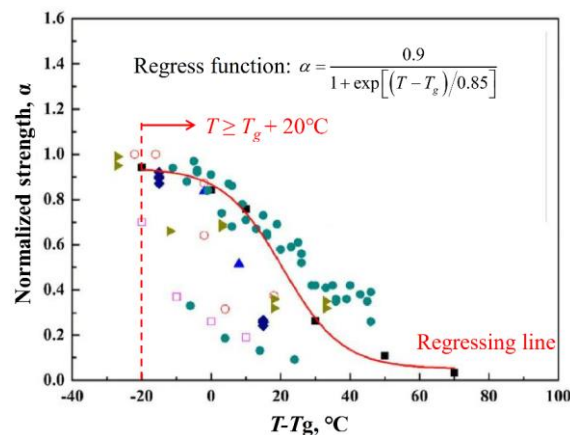 1.6
1.4
Regress function: α = 0.9 / 1 + exp[(T − T_g)/0.85]
1.2
T ≥ T_g + 20°C
1.0
0.8
0.6
0.4
0.2
Regressing line
0.0
-40 -20 0 20 40 60 80 100
Normalized strength, α
T-Tg, °C